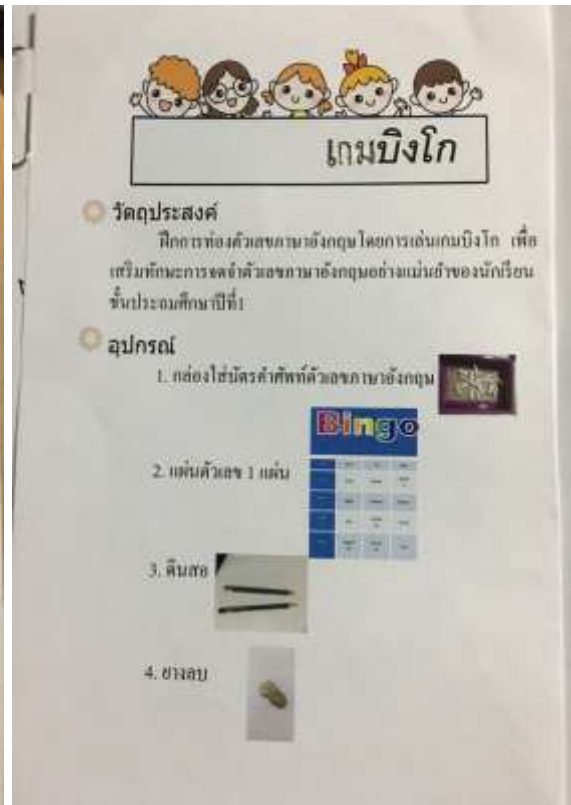 เกมบิงโก
วัตถุประสงค์
ฝึกการท่องตัวเลขภาษาอังกฤษโดยการเล่นเกมบิงโก เพื่อ
เสริมทักษะการจดจำตัวเลขภาษาอังกฤษอย่างแม่นยำของนักเรียน
ชั้นประถมศึกษาปีที่1
อุปกรณ์
1. กล่องใส่บัตรคำศัพท์ตัวเลขภาษาอังกฤษ
Bingo
2. แผ่นตัวเลข 1 แผ่น
3. ดินสอ
4. ยางลบ